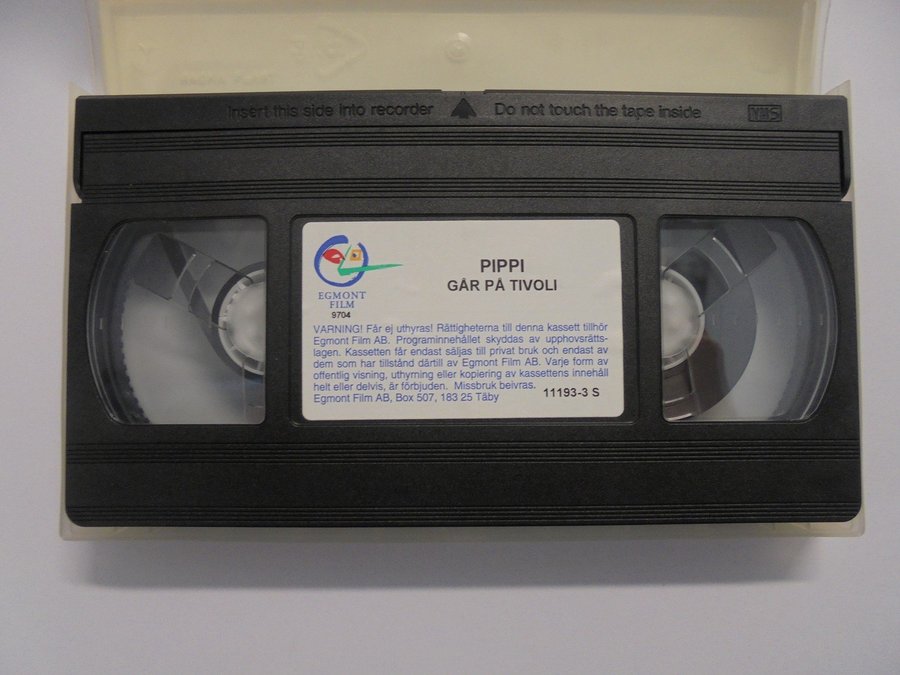 Insert this side into recorder Do not touch the tape inside VHS
PIPPI
GÅR PÅ TIVOLI
EGMONT
FILM
9704
VARNING! Får ej uthyras! Rättigheterna till denna kassett tillhör
Egmont Film AB. Programinnehållet skyddas av upphovsrätts-
lagen. Kassetten får endast säljas till privat bruk och endast av
dem som har tillstånd därtill av Egmont Film AB. Varje form av
offentlig visning, uthyrning eller kopiering av kassettens innehåll
helt eller delvis, är förbjuden. Missbruk beivras.
Egmont Film AB, Box 507, 183 25 Täby 11193-3 S